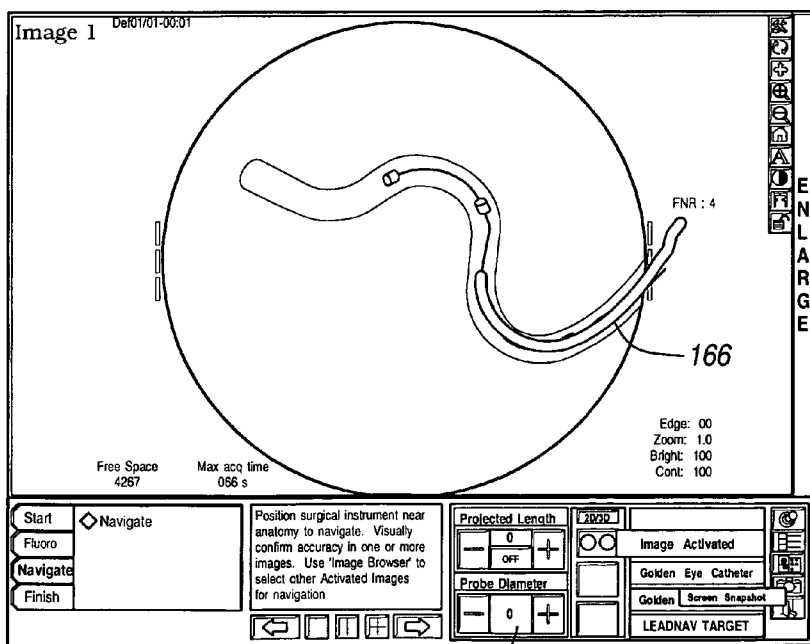 Image 1
Def01/01-00:01
ENLARGE
FNR : 4
166
Edge: 00
Zoom: 1.0
Bright: 100
Cont: 100
Free Space
4267
Max acq time
066 s
Start
Fluoro
Navigate
Finish
Navigate
Position surgical instrument near
anatomy to navigate. Visually
confirm accuracy in one or more
images. Use 'Image Browser' to
select other Activated Images
for navigation
Projected Length
0
OFF
Probe Diameter
0
2D/3D
Image Activated
Golden Eye Catheter
Golden
Screen Snapshot
LEADNAV TARGET